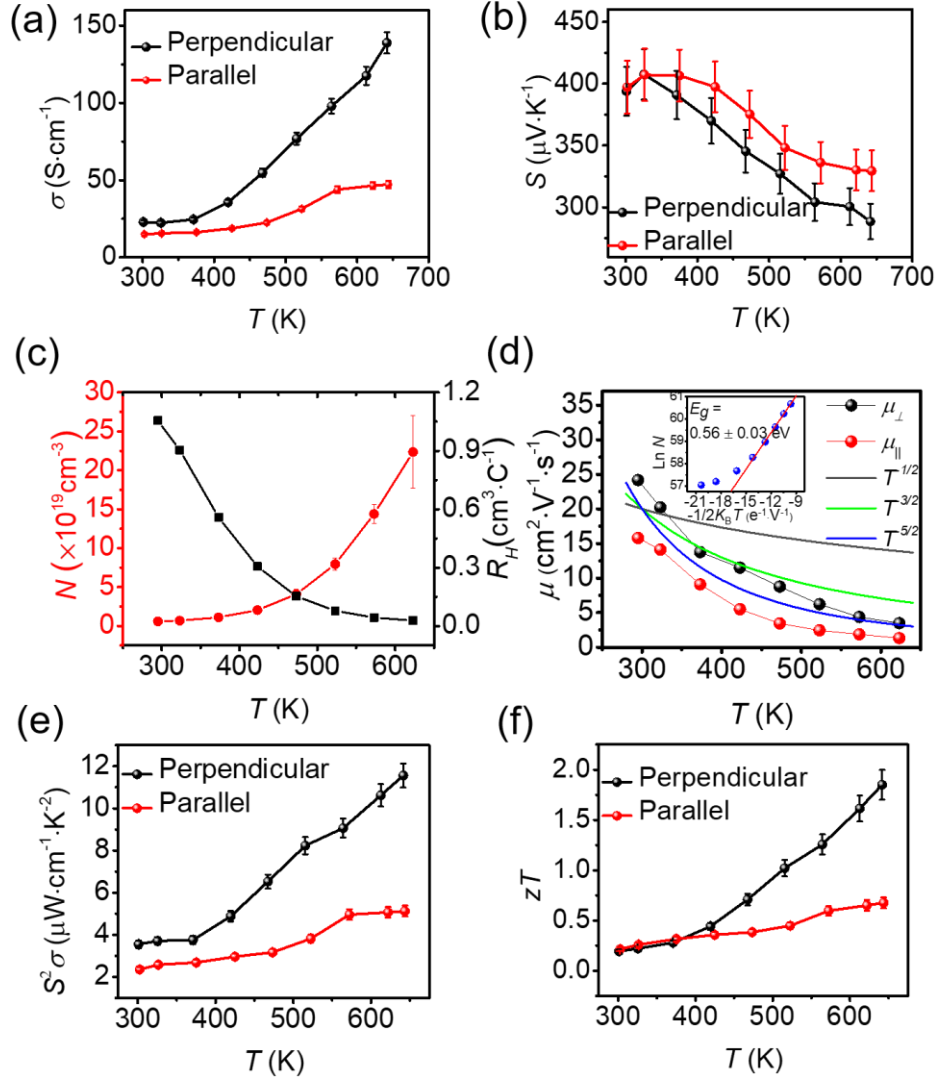 (a)
150
100
50
0
σ (S·cm⁻¹)
Perpendicular
Parallel
300 400 500 600 700
T (K)
(b)
450
400
350
300
S (μV·K⁻¹)
Perpendicular
Parallel
300 400 500 600 700
T (K)
(c)
30
25
20
15
10
5
0
N (×10¹⁹cm⁻³)
1.2
0.9
0.6
0.3
0.0
R_H(cm³·C⁻¹)
300 400 500 600
T (K)
(d)
35
30
25
20
15
10
5
0
μ (cm²·V⁻¹·s⁻¹)
61
60
59
58
57
Ln N
Eg =
0.56 ± 0.03 eV
-21 -18 -15 -12 -9
-1/2K_B T (e⁻¹·V⁻¹)
μ⊥
μ||
T^1/2
T^3/2
T^5/2
300 400 500 600
T (K)
(e)
12
10
8
6
4
2
S²σ (μW·cm⁻¹·K⁻²)
Perpendicular
Parallel
300 400 500 600
T (K)
(f)
2.0
1.5
1.0
0.5
0.0
zT
Perpendicular
Parallel
300 400 500 600
T (K)